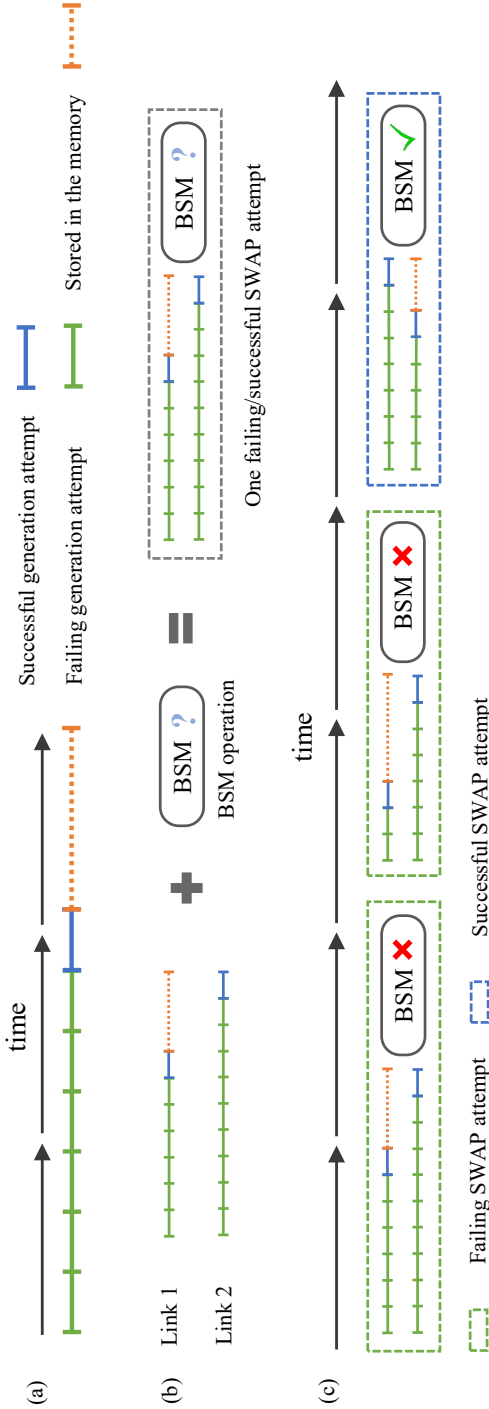 (a)
time
Successful generation attempt
Failing generation attempt
Stored in the memory
(b)
Link 1
Link 2
BSM ?
BSM operation
BSM ?
One failing/successful SWAP attempt
(c)
time
BSM
BSM
BSM
Failing SWAP attempt
Successful SWAP attempt